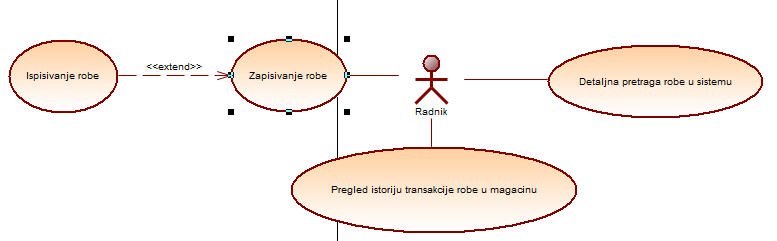 Ispisivanje robe
<<extend>>
Zapisivanje robe
Radnik
Detaljna pretraga robe u sistemu
Pregled istoriju transakcije robe u magacinu